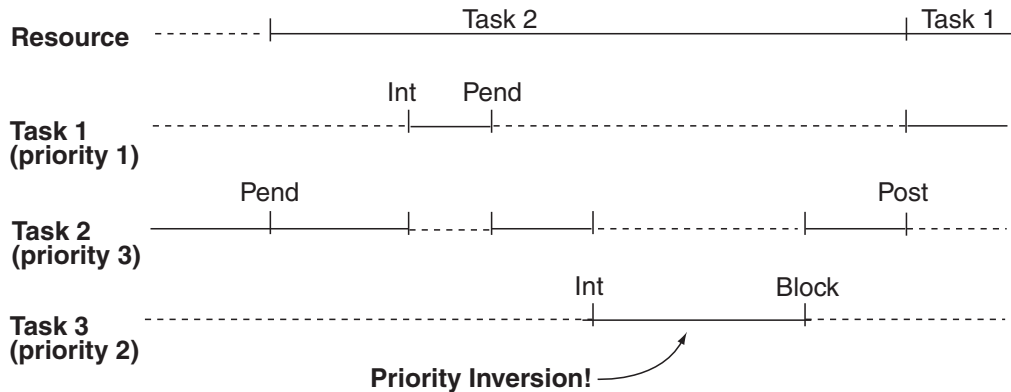 Task 2
Task 1
Resource
Int
Pend
Task 1
(priority 1)
Pend
Post
Task 2
(priority 3)
Int
Block
Task 3
(priority 2)
Priority Inversion!